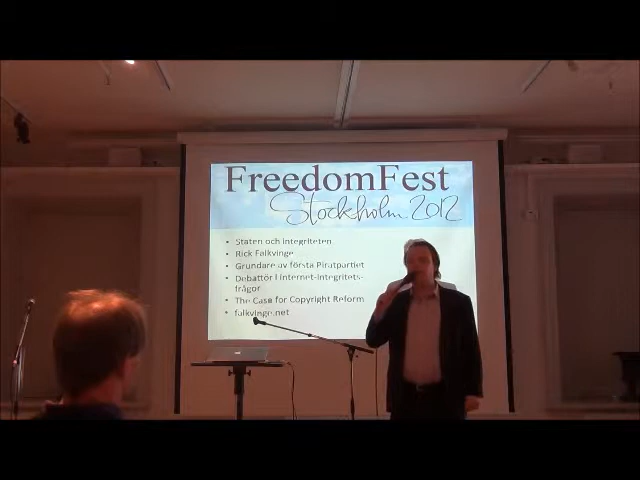 FreedomFest
Stockholm 2012
• Staten och Integriteten
• Rick Falkvinge
• Grundare av första Piratpartiet
• Debattör i Internet-integritets-
frågor
• The Case for Copyright Reform
• falkvinge.net